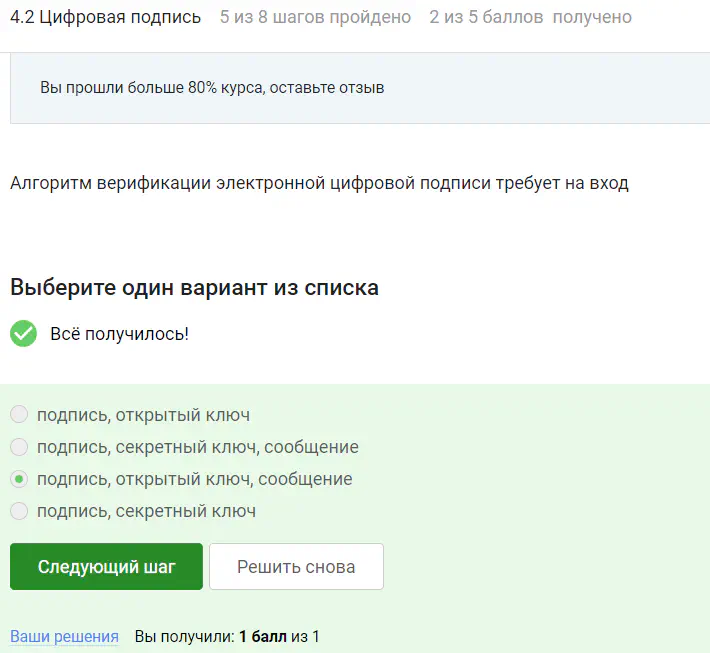 4.2 Цифровая подпись 5 из 8 шагов пройдено 2 из 5 баллов получено
Вы прошли больше 80% курса, оставьте отзыв
Алгоритм верификации электронной цифровой подписи требует на вход
Выберите один вариант из списка
Всё получилось!
подпись, открытый ключ
подпись, секретный ключ, сообщение
подпись, открытый ключ, сообщение
подпись, секретный ключ
Следующий шаг Решить снова
Ваши решения Вы получили: 1 балл из 1